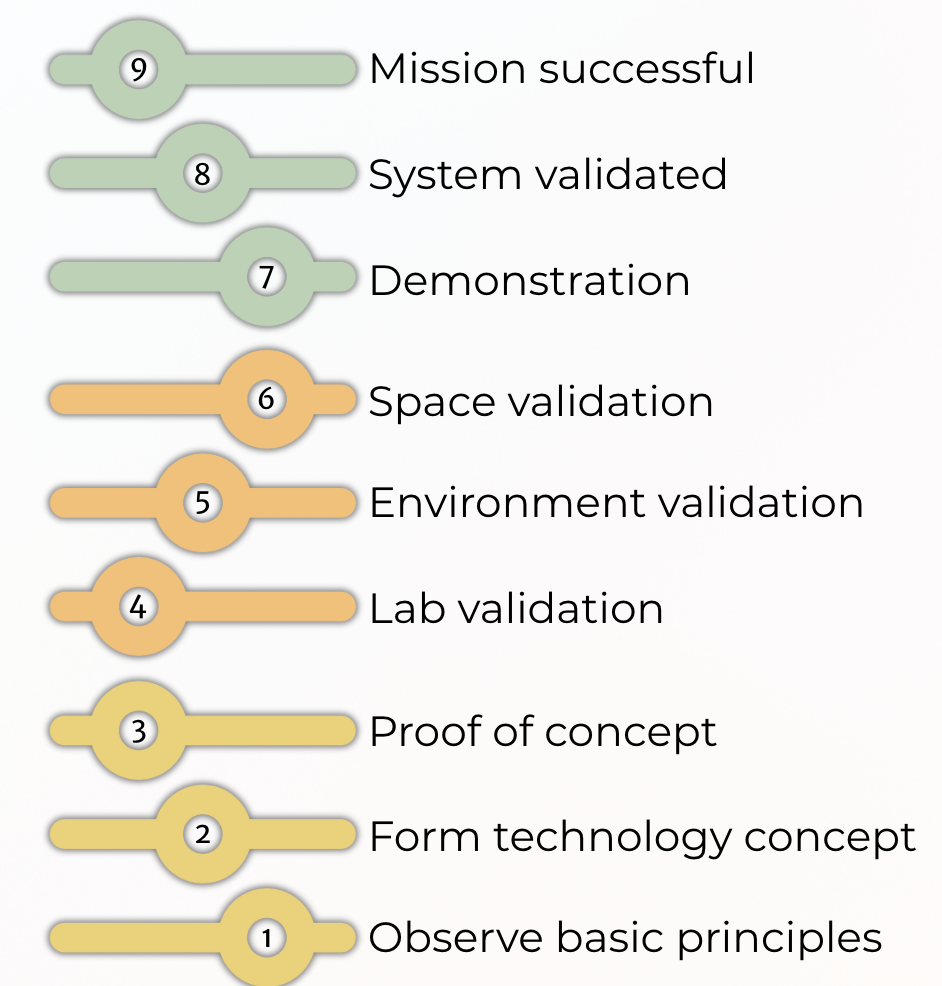 9 Mission successful
8 System validated
7 Demonstration
6 Space validation
5 Environment validation
4 Lab validation
3 Proof of concept
2 Form technology concept
1 Observe basic principles